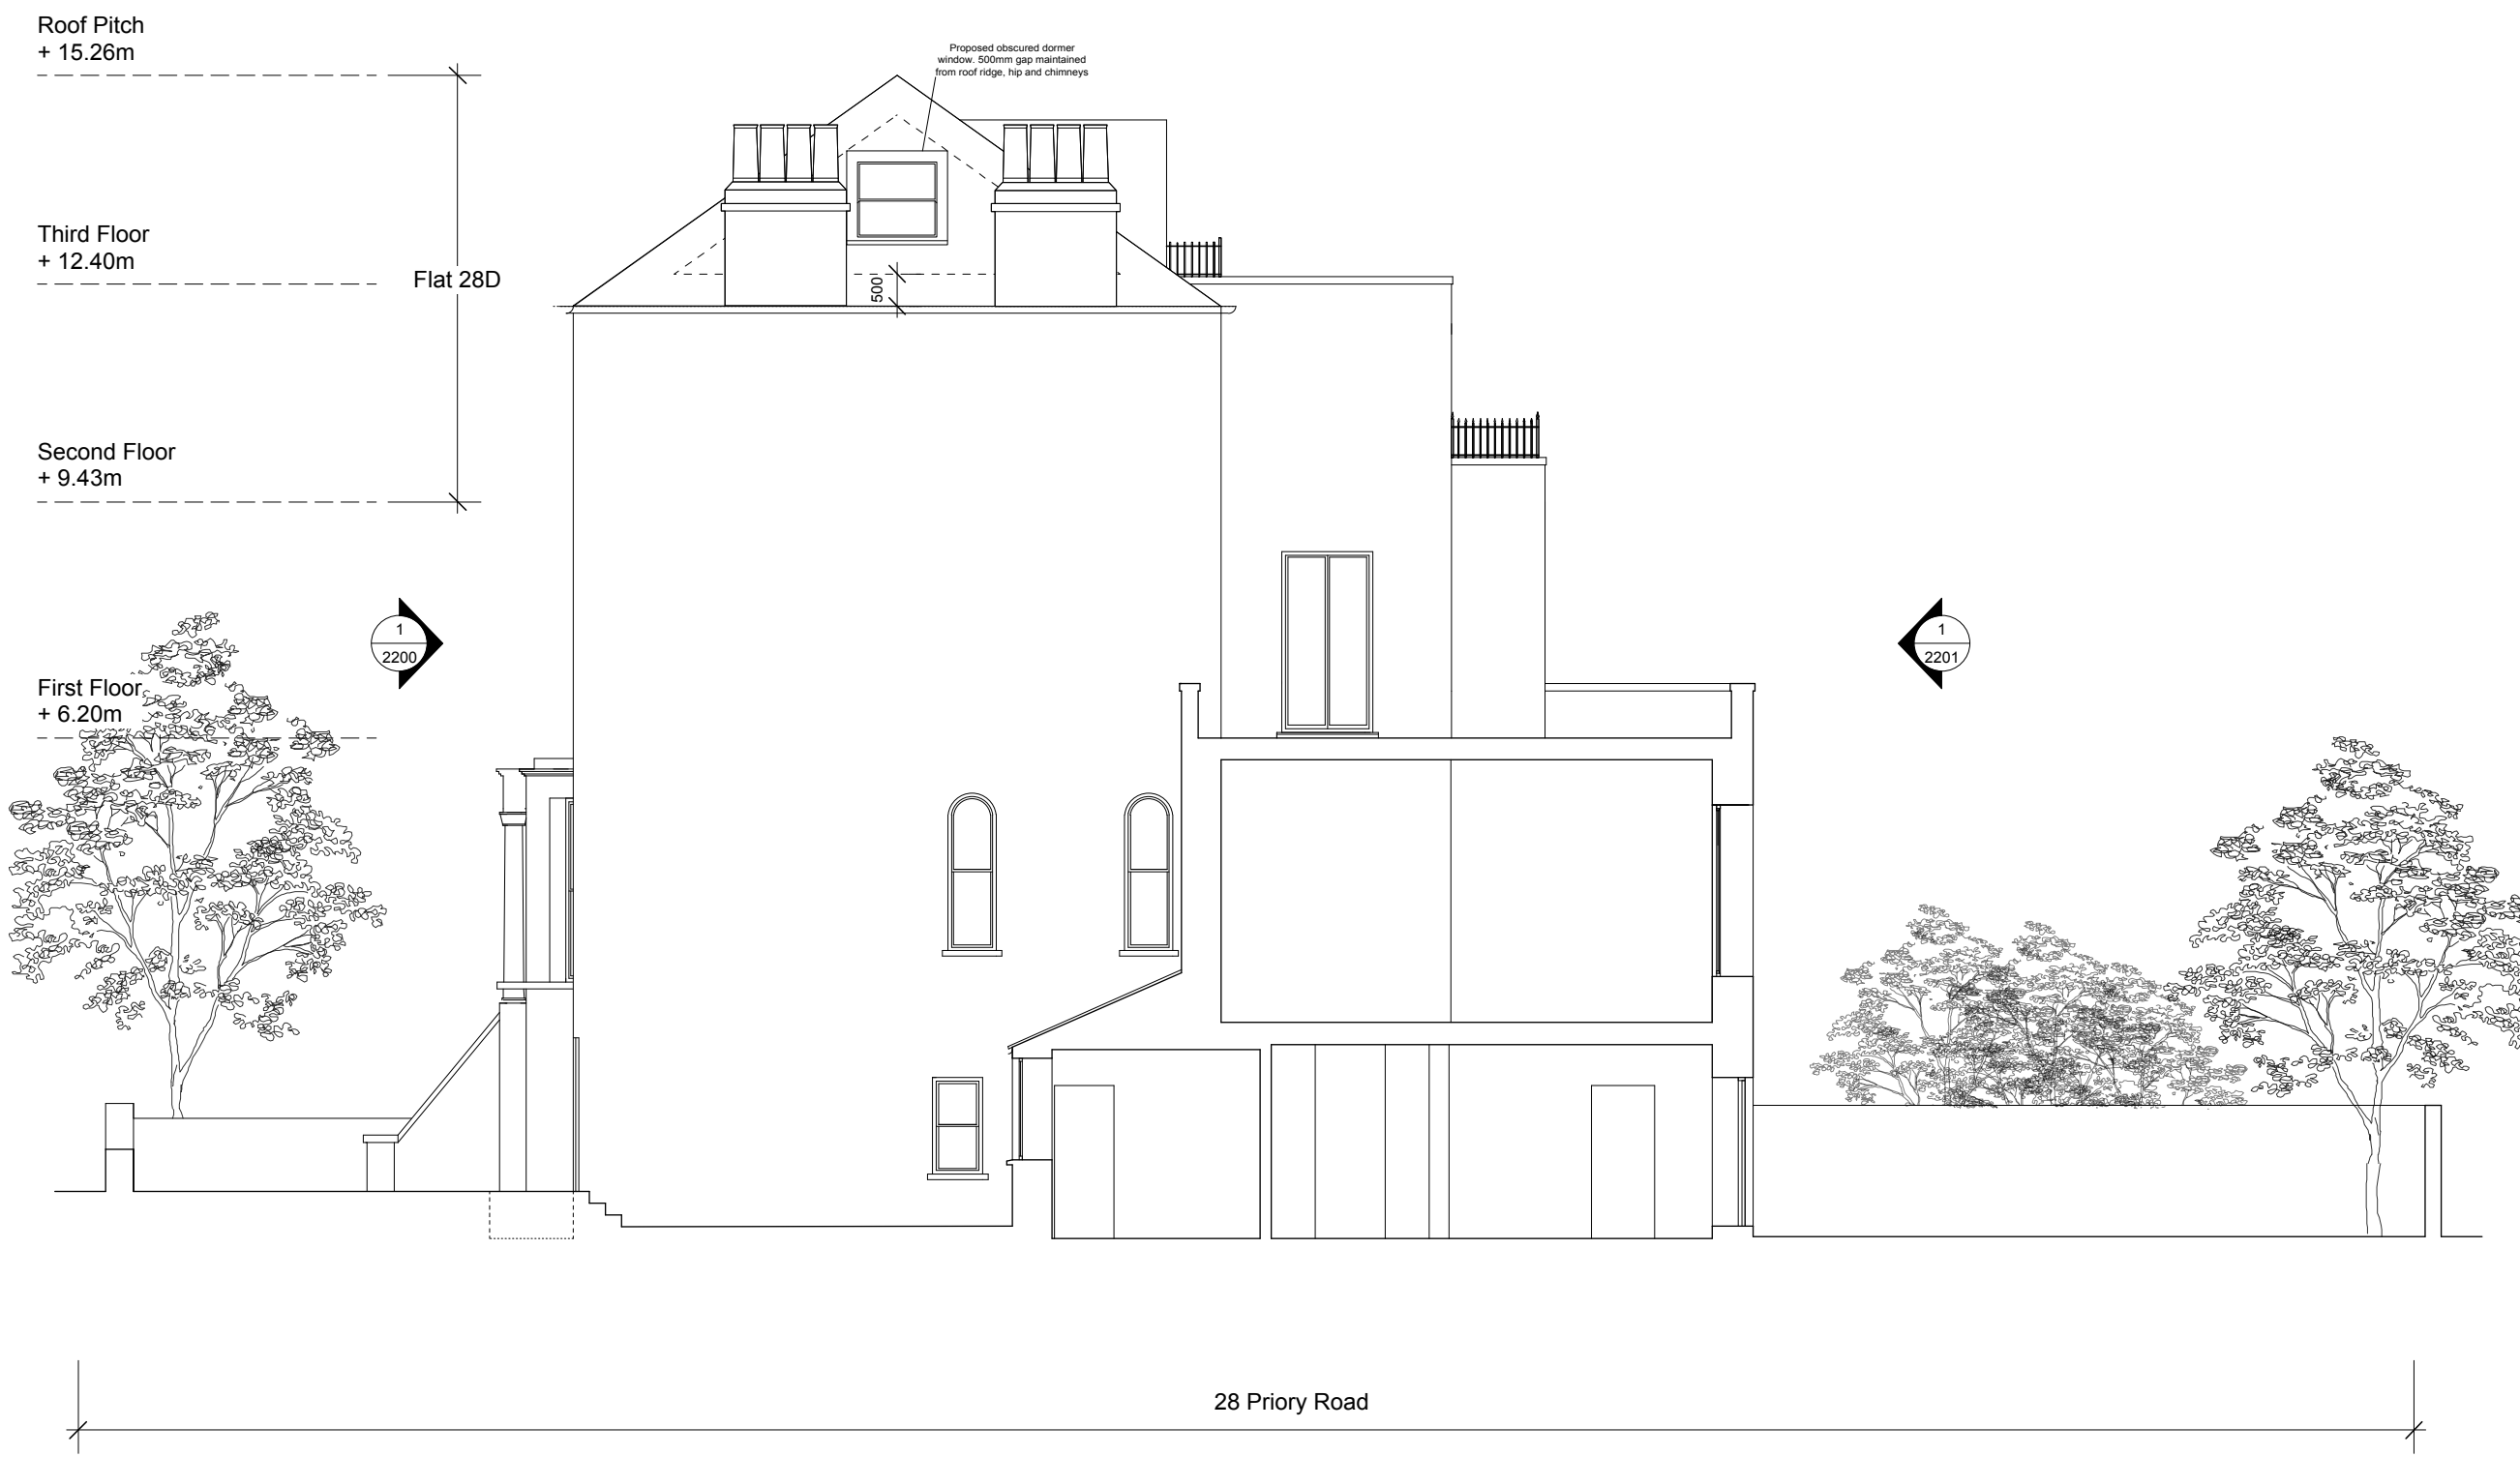 Roof Pitch
+ 15.26m
Proposed obscured dormer
window. 500mm gap maintained
from roof ridge, hip and chimneys
Third Floor
+ 12.40m
Flat 28D
500
Second Floor
+ 9.43m
1
2200
1
2201
First Floor
+ 6.20m
28 Priory Road